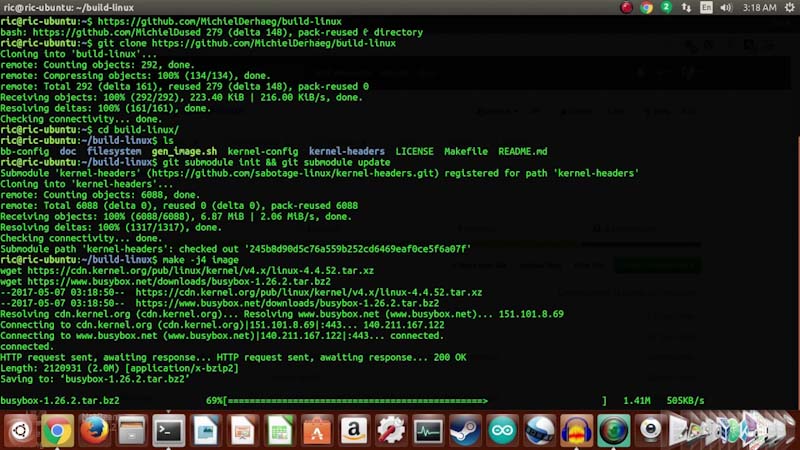 ric@ric-ubuntu: ~/build-linux
En
3:18 AM
ric@ric-ubuntu:~$ https://github.com/MichielDerhaeg/build-linux
bash: https://github.com/MichielDused 279 (delta 148), pack-reused directory
ric@ric-ubuntu:~$ git clone https://github.com/MichielDerhaeg/build-linux
Cloning into 'build-linux'...
remote: Counting objects: 292, done.
remote: Compressing objects: 100% (134/134), done.
remote: Total 292 (delta 161), reused 279 (delta 148), pack-reused 0
Receiving objects: 100% (292/292), 223.40 KiB | 216.00 KiB/s, done.
Resolving deltas: 100% (161/161), done.
Checking connectivity... done.
ric@ric-ubuntu:~$ cd build-linux/
ric@ric-ubuntu:~/build-linux$ ls
bb-config doc filesystem gen_image.sh kernel-config kernel-headers LICENSE Makefile README.md
ric@ric-ubuntu:~/build-linux$ git submodule init && git submodule update
Submodule 'kernel-headers' (https://github.com/sabotage-linux/kernel-headers.git) registered for path 'kernel-headers'
Cloning into 'kernel-headers'...
remote: Counting objects: 6088, done.
remote: Total 6088 (delta 0), reused 0 (delta 0), pack-reused 6088
Receiving objects: 100% (6088/6088), 6.87 MiB | 2.06 MiB/s, done.
Resolving deltas: 100% (1317/1317), done.
Checking connectivity... done.
Submodule path 'kernel-headers': checked out '245b8d90d5c76a559b252cd6469eaf0ce5f6a07f'
ric@ric-ubuntu:~/build-linux$ make -j4 image
wget https://cdn.kernel.org/pub/linux/kernel/v4.x/linux-4.4.52.tar.xz
wget https://www.busybox.net/downloads/busybox-1.26.2.tar.bz2
--2017-05-07 03:18:50-- https://cdn.kernel.org/pub/linux/kernel/v4.x/linux-4.4.52.tar.xz
--2017-05-07 03:18:50-- https://www.busybox.net/downloads/busybox-1.26.2.tar.bz2
Resolving cdn.kernel.org (cdn.kernel.org)... Resolving www.busybox.net (www.busybox.net)... 151.101.8.69
Connecting to cdn.kernel.org (cdn.kernel.org)|151.101.8.69|:443... 140.211.167.122
Connecting to www.busybox.net (www.busybox.net)|140.211.167.122|:443... connected.
connected.
HTTP request sent, awaiting response... HTTP request sent, awaiting response... 200 OK
Length: 2120931 (2.0M) [application/x-bzip2]
Saving to: ‘busybox-1.26.2.tar.bz2’
busybox-1.26.2.tar.bz2 69%[================================================> ] 1.41M 505KB/s